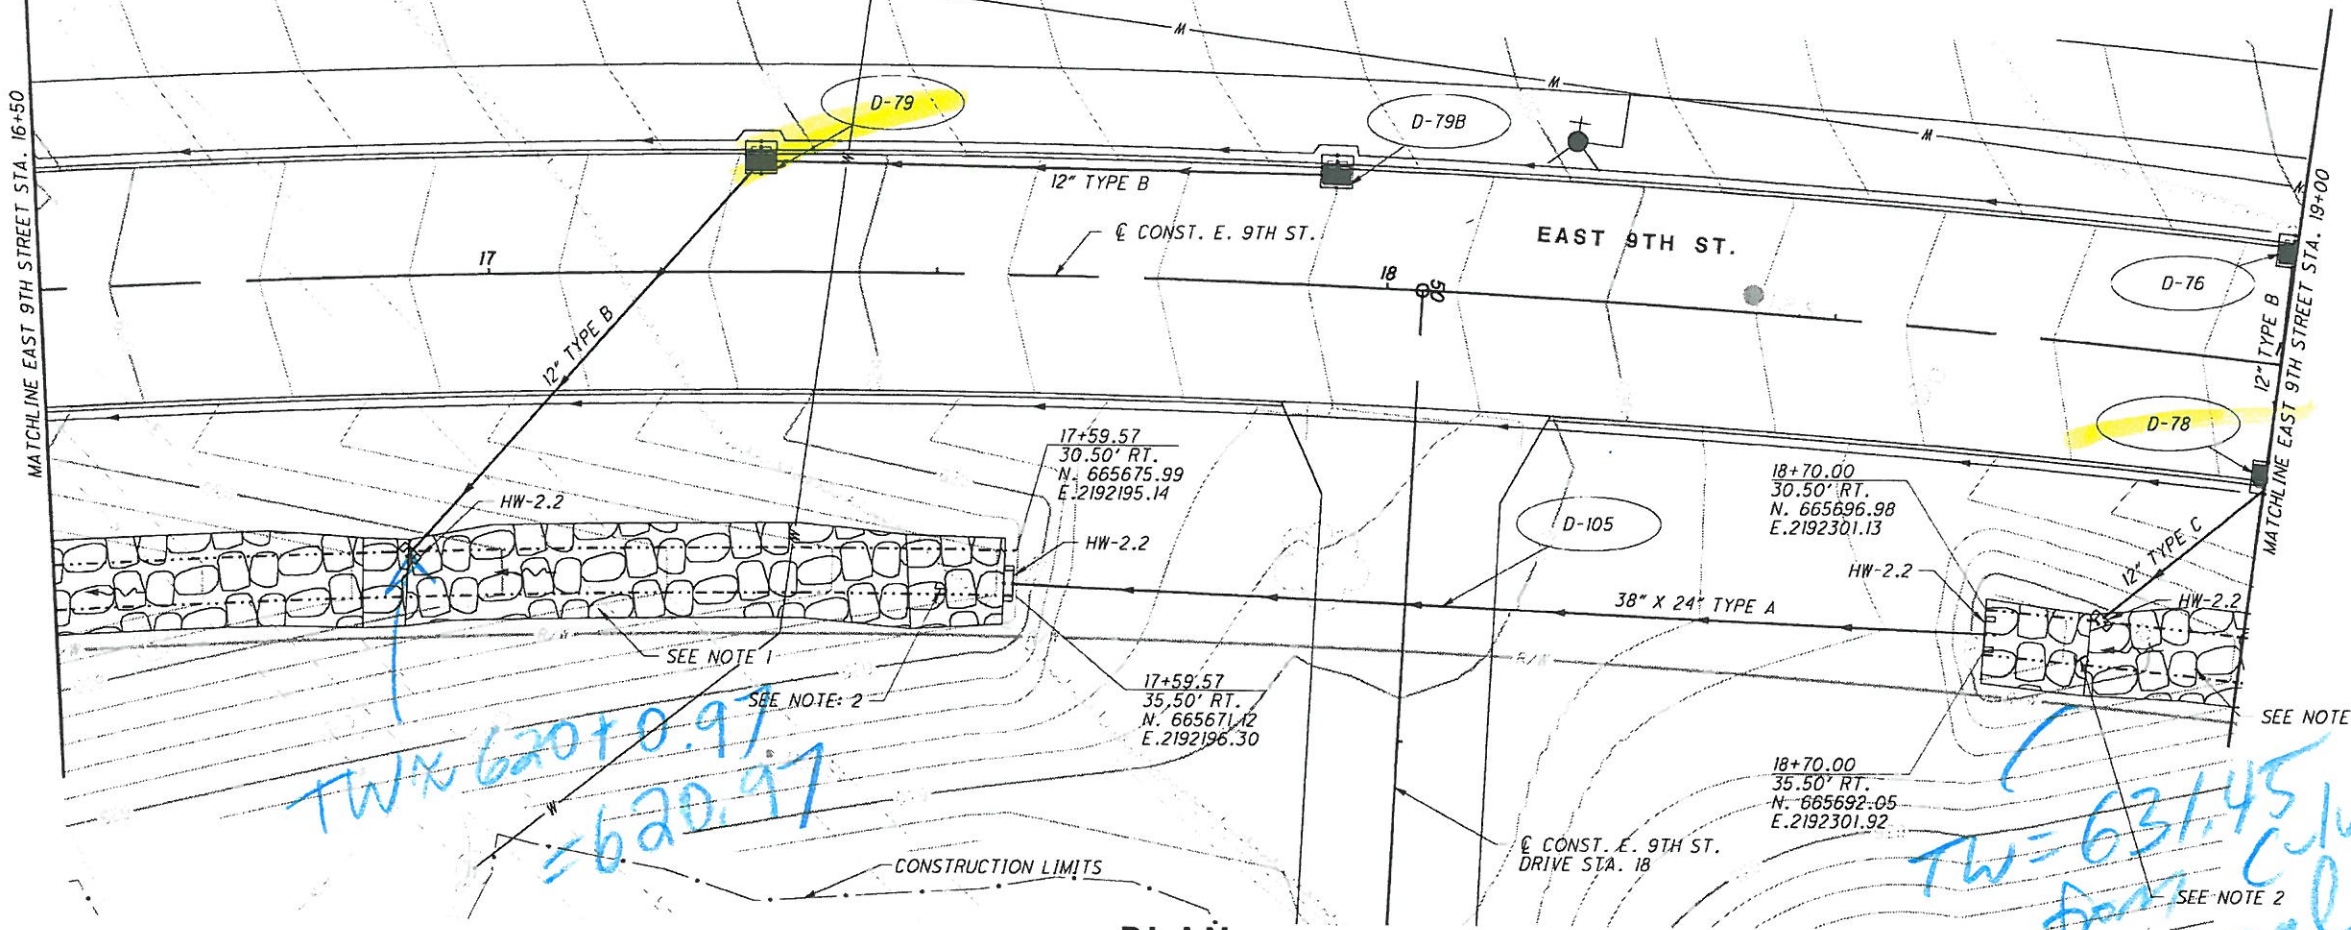 MATCHLINE EAST 9TH STREET STA. 16+50
D-79
D-79B
W
W
W
W
W
12" TYPE B
℄ CONST. E. 9TH ST.
EAST 9TH ST.
17
18
50
D-76
12" TYPE B
MATCHLINE EAST 9TH STREET STA. 19+00
12" TYPE B
D-78
17+59.57
30.50' RT.
N. 665675.99
E.2192195.14
18+70.00
30.50' RT.
N. 665696.98
E.2192301.13
HW-2.2
D-105
HW-2.2
12" TYPE C
HW-2.2
38" X 24" TYPE A
HW-2.2
W
R/W
SEE NOTE 1
R/W
SEE NOTE: 2
17+59.57
35.50' RT.
N. 665671.12
E.2192196.30
SEE NOTE
TW≈ 620+0.97
=620.97
18+70.00
35.50' RT.
N. 665692.05
E.2192301.92
TW= 631.45
from
W
℄ CONST. E. 9TH ST.
DRIVE STA. 18
CONSTRUCTION LIMITS
SEE NOTE 2